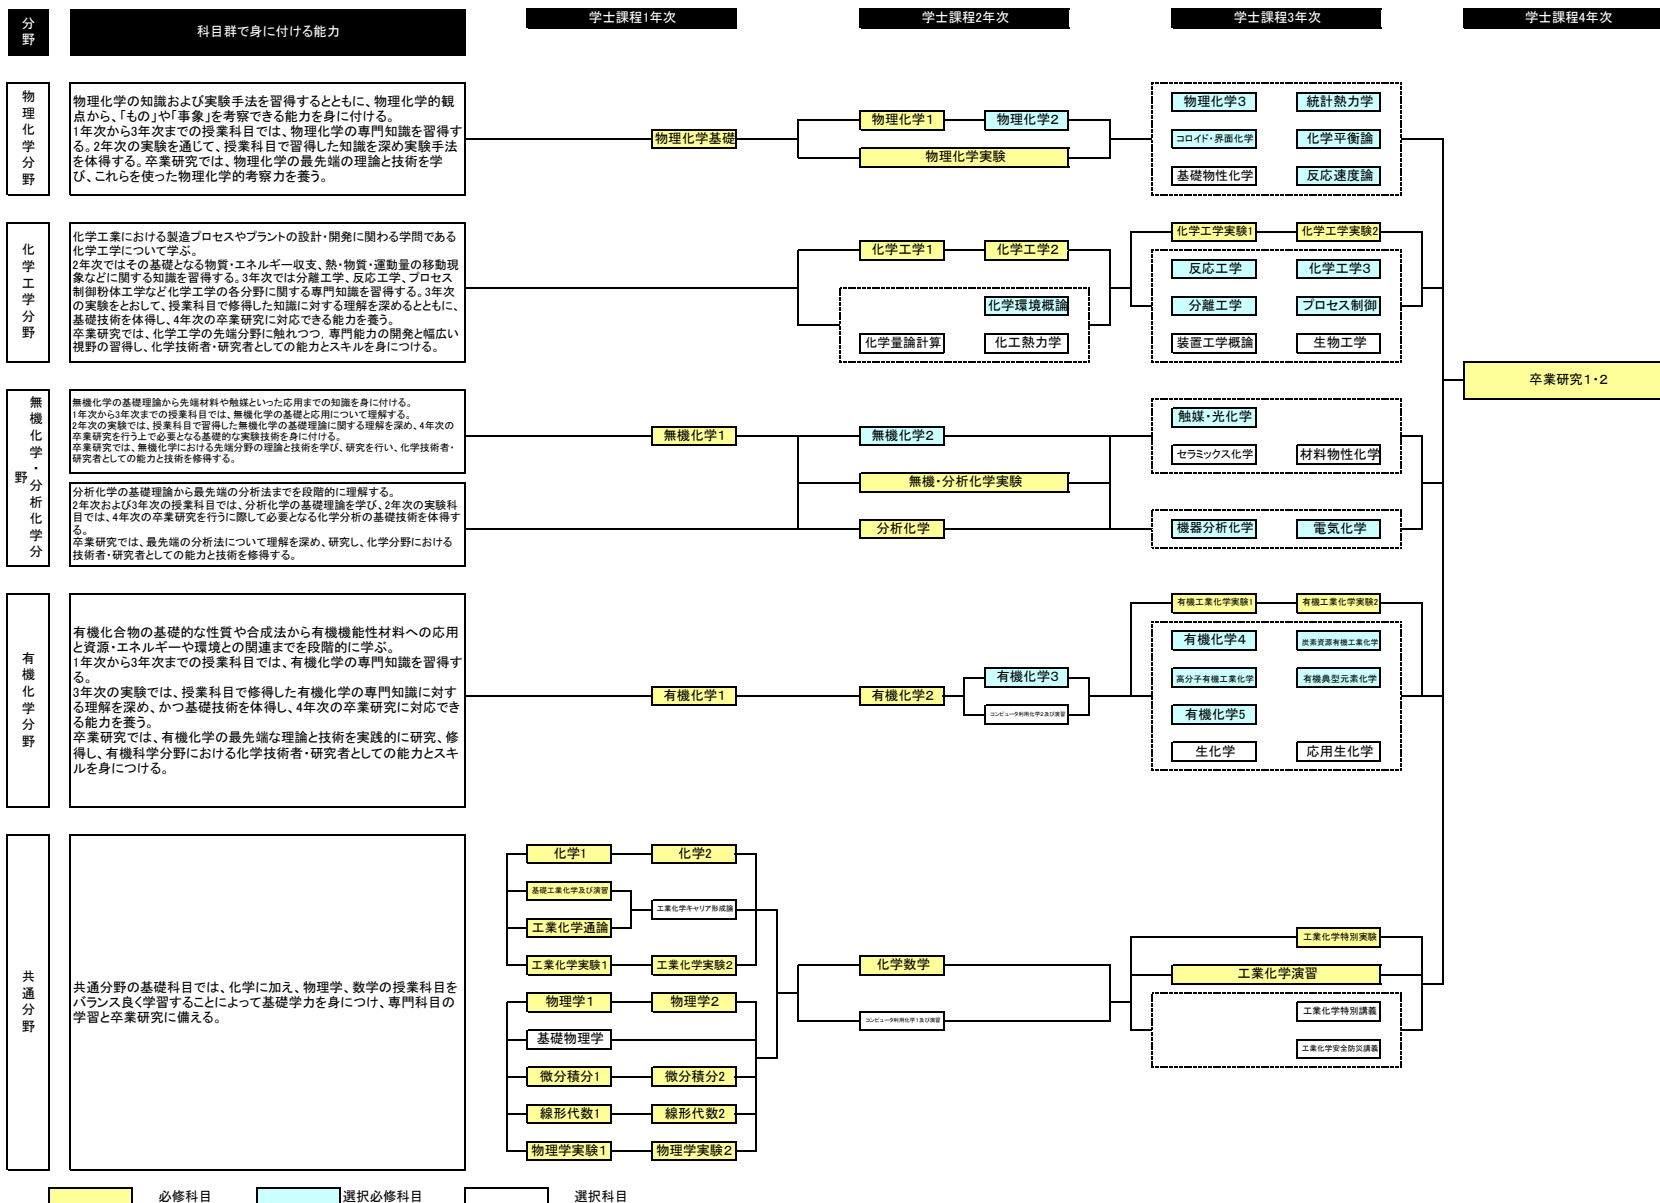 分野
科目群で身に付ける能力
学士課程1年次
学士課程2年次
学士課程3年次
学士課程4年次
物理化学分野
物理化学の知識および実験手法を習得するとともに、物理化学的観
点から、「もの」や「事象」を考察できる能力を身に付ける。
1年次から3年次までの授業科目では、物理化学の専門知識を習得す
る。2年次の実験を通じて、授業科目で習得した知識を深め実験手法
を体得する。卒業研究では、物理化学の最先端の理論と技術を学
び、これらを使った物理化学的考察力を養う。
物理化学基礎
物理化学1
物理化学2
物理化学実験
物理化学3
統計熱力学
コロイド・界面化学
化学平衡論
基礎物性化学
反応速度論
化学工学分野
化学工業における製造プロセスやプラントの設計・開発に関わる学問である
化学工学について学ぶ。
2年次ではその基礎となる物質・エネルギー収支、熱・物質・運動量の移動現
象などに関する知識を習得する。3年次では分離工学、反応工学、プロセス
制御粉体工学など化学工学の各分野に関する専門知識を習得する。3年次
の実験をとおして、授業科目で修得した知識に対する理解を深めるとともに、
基礎技術を体得し、4年次の卒業研究に対応できる能力を養う。
卒業研究では、化学工学の先端分野に触れつつ、専門能力の開発と幅広い
視野の習得し、化学技術者・研究者としての能力とスキルを身につける。
化学工学1
化学工学2
化学環境概論
化学量論計算
化工熱力学
化学工学実験1
化学工学実験2
反応工学
化学工学3
分離工学
プロセス制御
装置工学概論
生物工学
卒業研究1・2
無機化学・分析化学分野
無機化学の基礎理論から先端材料や触媒といった応用までの知識を身に付ける。
1年次から3年次までの授業科目では、無機化学の基礎と応用について理解する。
2年次の実験では、授業科目で習得した無機化学の基礎理論に関する理解を深め、4年次の
卒業研究を行う上で必要となる基礎的な実験技術を身に付ける。
卒業研究では、無機化学における先端分野の理論と技術を学び、研究を行い、化学技術者・
研究者としての能力と技術を修得する。
分析化学の基礎理論から最先端の分析法までを段階的に理解する。
2年次および3年次の授業科目では、分析化学の基礎理論を学び、2年次の実験科
目では、4年次の卒業研究を行うに際して必要となる化学分析の基礎技術を体得す
る。
卒業研究では、最先端の分析法について理解を深め、研究し、化学分野における
技術者・研究者としての能力と技術を修得する。
無機化学1
無機化学2
無機・分析化学実験
分析化学
触媒・光化学
セラミックス化学
材料物性化学
機器分析化学
電気化学
有機化学分野
有機化合物の基礎的な性質や合成法から有機機能性材料への応用
と資源・エネルギーや環境との関連までを段階的に学ぶ。
1年次から3年次までの授業科目では、有機化学の専門知識を習得す
る。
3年次の実験では、授業科目で修得した有機化学の専門知識に対す
る理解を深め、かつ基礎技術を体得し、4年次の卒業研究に対応でき
る能力を養う。
卒業研究では、有機化学の最先端な理論と技術を実践的に研究、修
得し、有機科学分野における化学技術者・研究者としての能力とスキ
ルを身につける。
有機化学1
有機化学2
有機化学3
コンピュータ利用化学2及び演習
有機工業化学実験1
有機工業化学実験2
有機化学4
炭素資源有機工業化学
高分子有機工業化学
有機典型元素化学
有機化学5
生化学
応用生化学
共通分野
共通分野の基礎科目では、化学に加え、物理学、数学の授業科目を
バランス良く学習することによって基礎学力を身につけ、専門科目の
学習と卒業研究に備える。
化学1
化学2
基礎工業化学及び演習
工業化学キャリア形成論
工業化学通論
工業化学実験1
工業化学実験2
物理学1
物理学2
基礎物理学
微分積分1
微分積分2
線形代数1
線形代数2
物理学実験1
物理学実験2
化学数学
コンピュータ利用化学1及び演習
工業化学特別実験
工業化学演習
工業化学特別講義
工業化学安全防災講義
必修科目
選択必修科目
選択科目